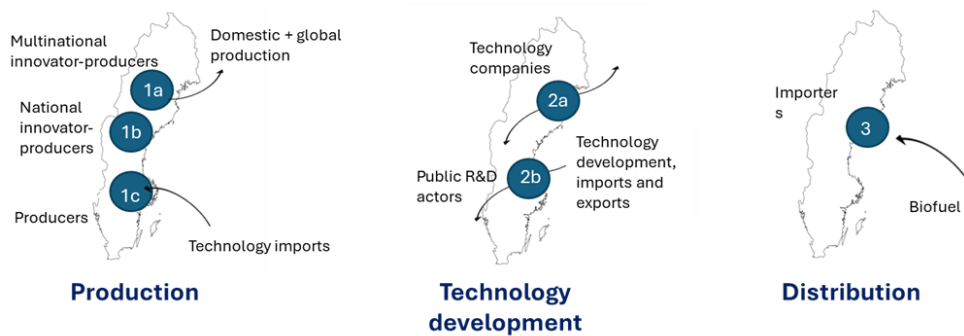 Multinational
innovator-producers
Domestic + global
production
1a
National
innovator-
producers
1b
1c
Producers
Technology imports
Production
Technology
companies
2a
Public R&D
actors
2b
Technology
development,
imports and
exports
Technology
development
Importer
s
3
Biofuel
Distribution